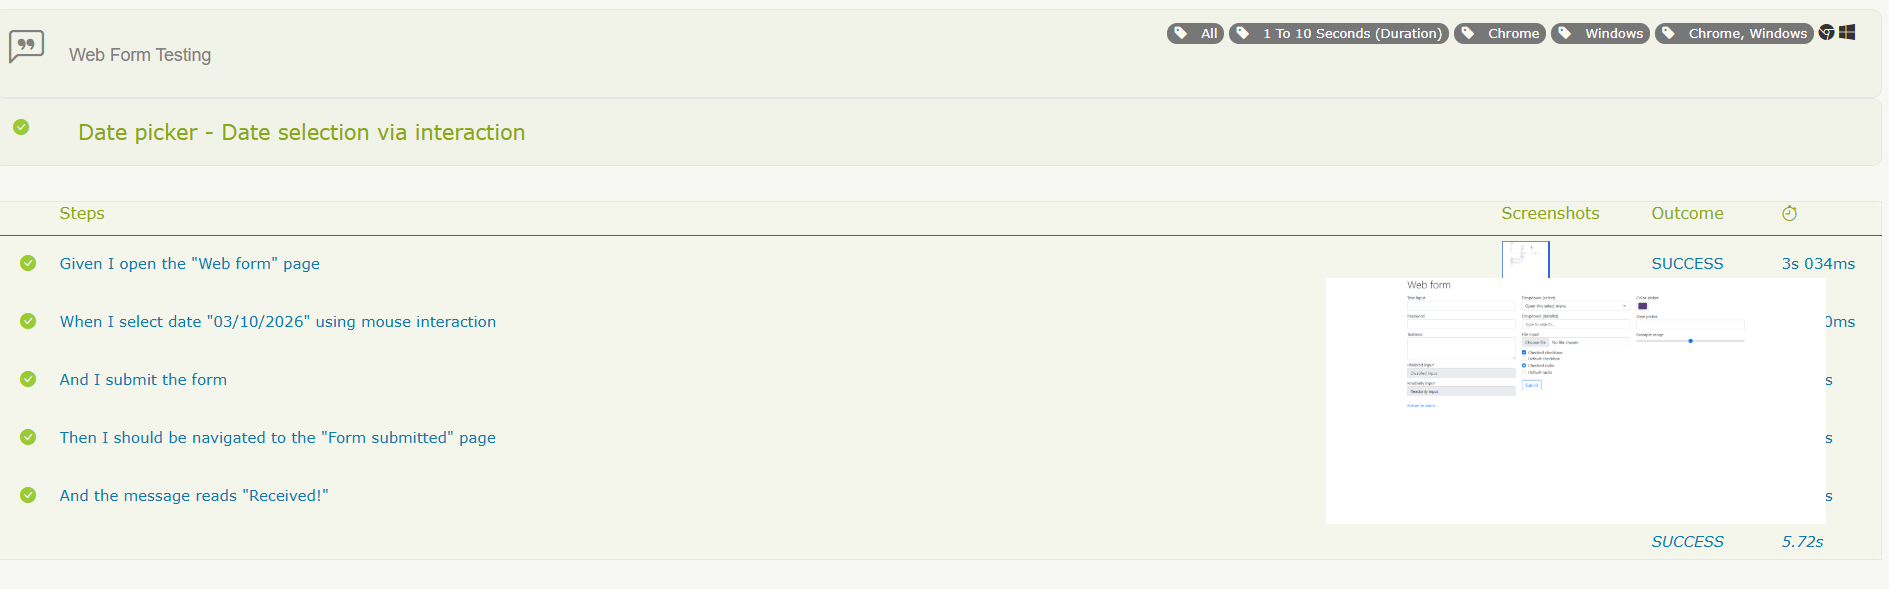 All
1 To 10 Seconds (Duration)
Chrome
Windows
Chrome, Windows
Web Form Testing
Date picker - Date selection via interaction
Steps
Screenshots
Outcome
Given I open the "Web form" page
SUCCESS
3s 034ms
When I select date "03/10/2026" using mouse interaction
0ms
And I submit the form
s
Then I should be navigated to the "Form submitted" page
s
And the message reads "Received!"
s
Web form
Text input
Dropdown (select)
Color picker
Open this select menu
Password
Dropdown (datalist)
Date picker
Type to search...
Textarea
File input
Example range
Choose File
No file chosen
Checked checkbox
Default checkbox
Disabled input
Checked radio
Disabled input
Default radio
Readonly input
Submit
Readonly input
Return to index
SUCCESS
5.72s